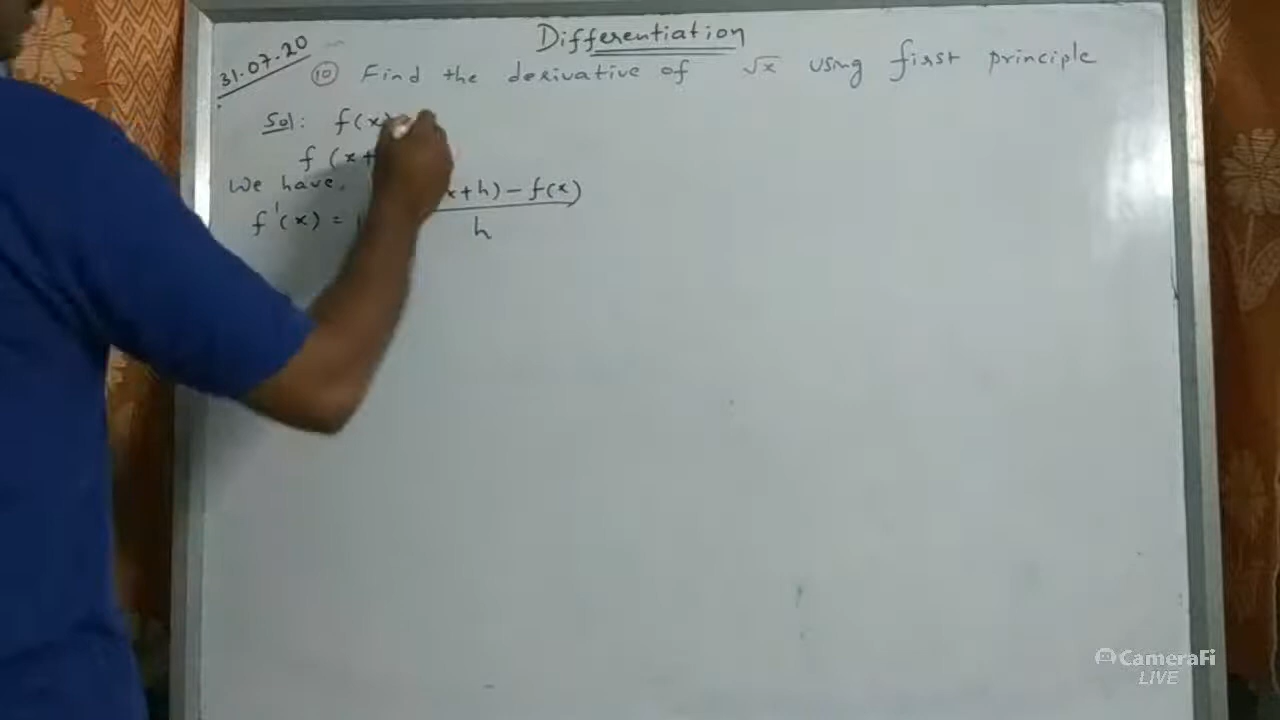 Differentiation
31.07.20
10 Find the derivative of √x using first principle
Sol: f(x)
f (x+
We have,
f'(x) = x+h) - f(x)
h
CameraFi
LIVE